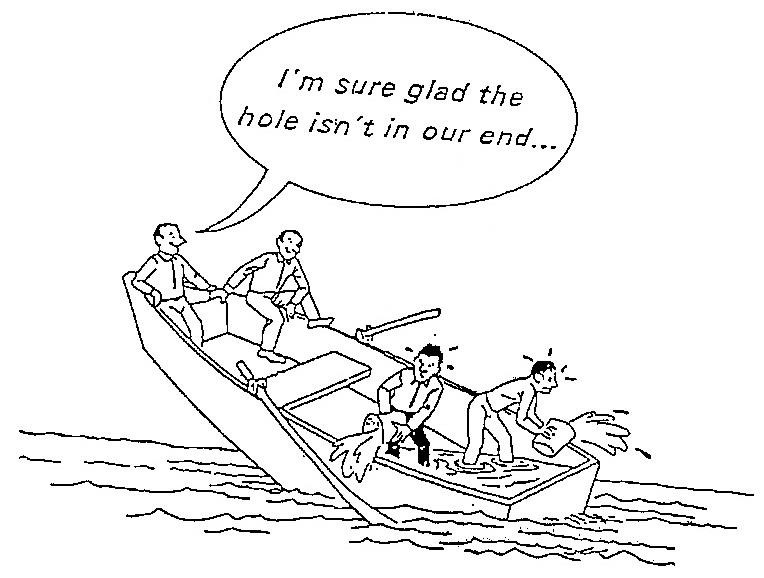 I'm sure glad the
hole isn't in our end...